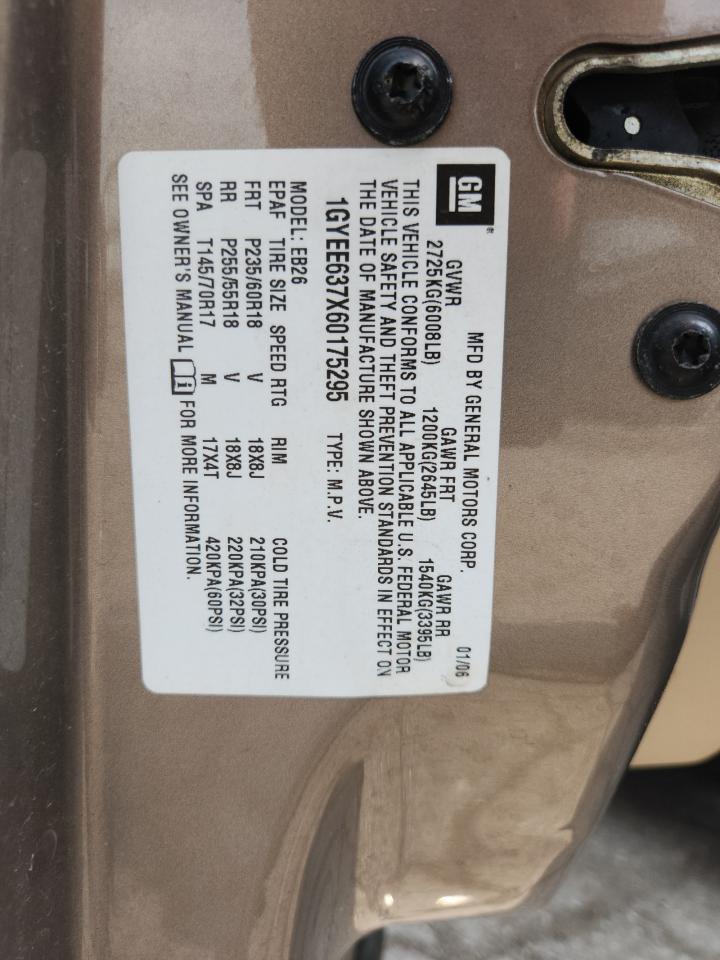 GM
MFD BY GENERAL MOTORS CORP. 01/06
GVWR GAWR FRT GAWR RR
2725KG(6008LB) 1200KG(2645LB) 1540KG(3395LB)
THIS VEHICLE CONFORMS TO ALL APPLICABLE U.S. FEDERAL MOTOR
VEHICLE SAFETY AND THEFT PREVENTION STANDARDS IN EFFECT ON
THE DATE OF MANUFACTURE SHOWN ABOVE.
1GYEE637X60175295 TYPE: M.P.V.
MODEL: EB26
EPAF TIRE SIZE SPEED RTG RIM COLD TIRE PRESSURE
FRT P235/60R18 V 18X8J 210KPA(30PSI)
RR P255/55R18 V 18X8J 220KPA(32PSI)
SPA T145/70R17 M 17X4T 420KPA(60PSI)
SEE OWNER'S MANUAL i FOR MORE INFORMATION.